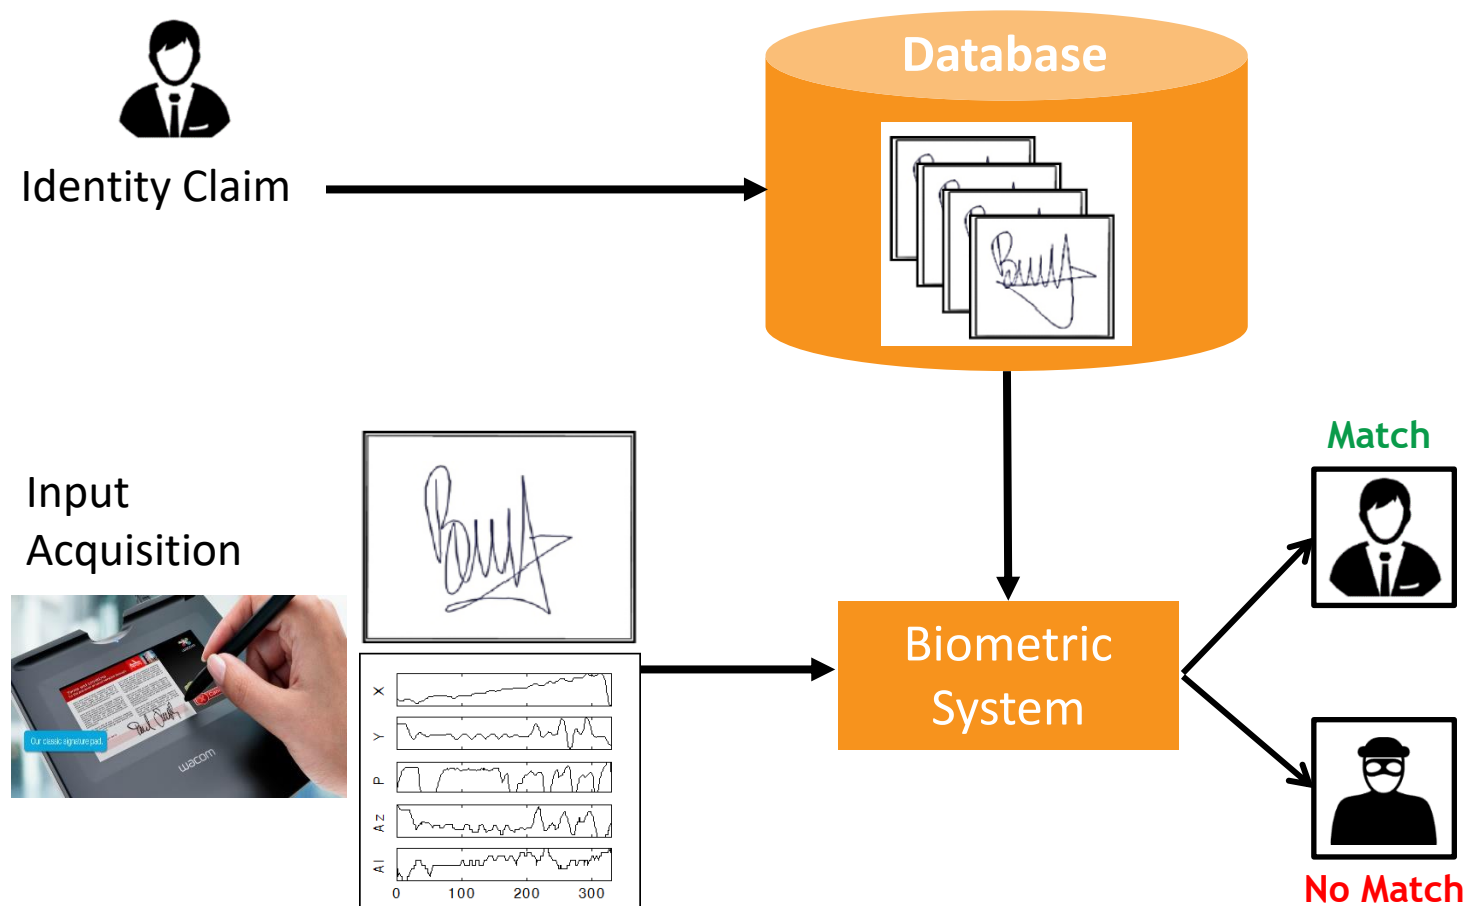 Database
Identity Claim
Match
Input
Acquisition
Biometric
System
Our classic signature pad.
wacom
X
Y
P
Az
Al
0 100 200 300
No Match